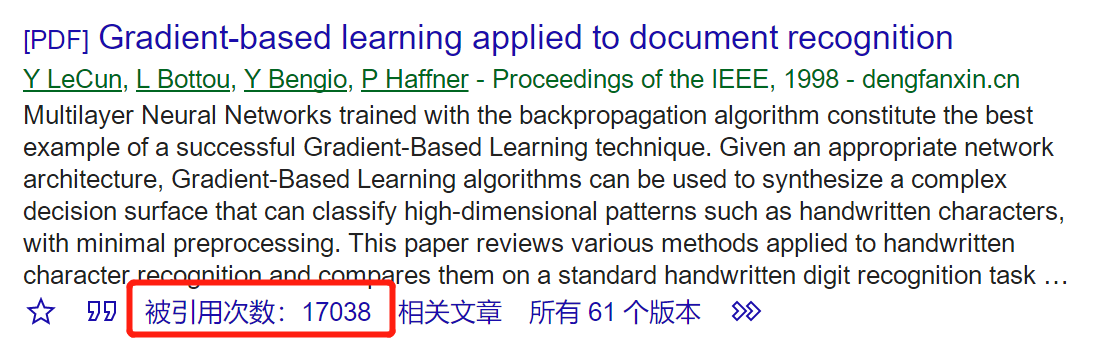 [PDF] Gradient-based learning applied to document recognition
Y LeCun, L Bottou, Y Bengio, P Haffner - Proceedings of the IEEE, 1998 - dengfanxin.cn
Multilayer Neural Networks trained with the backpropagation algorithm constitute the best
example of a successful Gradient-Based Learning technique. Given an appropriate network
architecture, Gradient-Based Learning algorithms can be used to synthesize a complex
decision surface that can classify high-dimensional patterns such as handwritten characters,
with minimal preprocessing. This paper reviews various methods applied to handwritten
character recognition and compares them on a standard handwritten digit recognition task …
被引用次数：17038 相关文章 所有 61 个版本